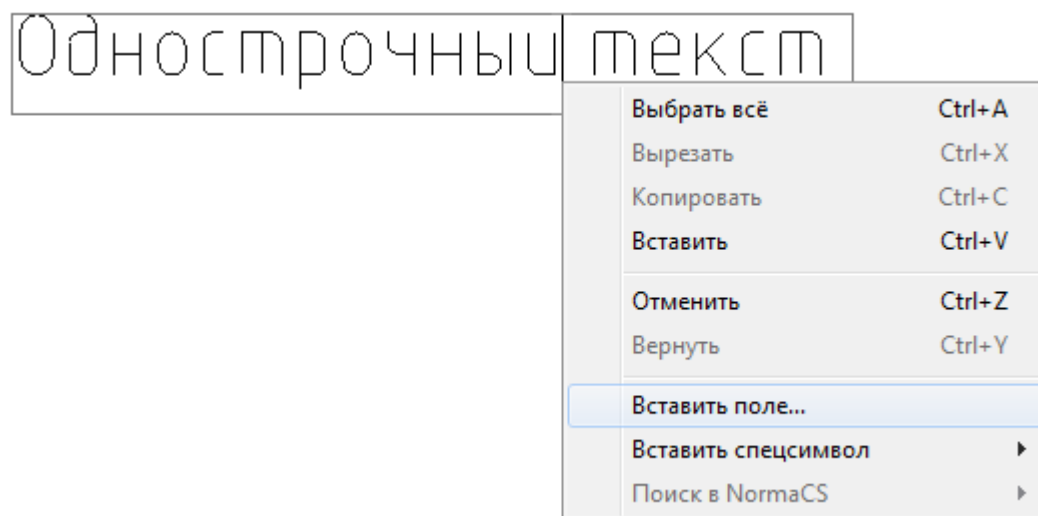 Однострочный текст
Выбрать всё Ctrl+A
Вырезать Ctrl+X
Копировать Ctrl+C
Вставить Ctrl+V
Отменить Ctrl+Z
Вернуть Ctrl+Y
Вставить поле...
Вставить спецсимвол
Поиск в NormaCS